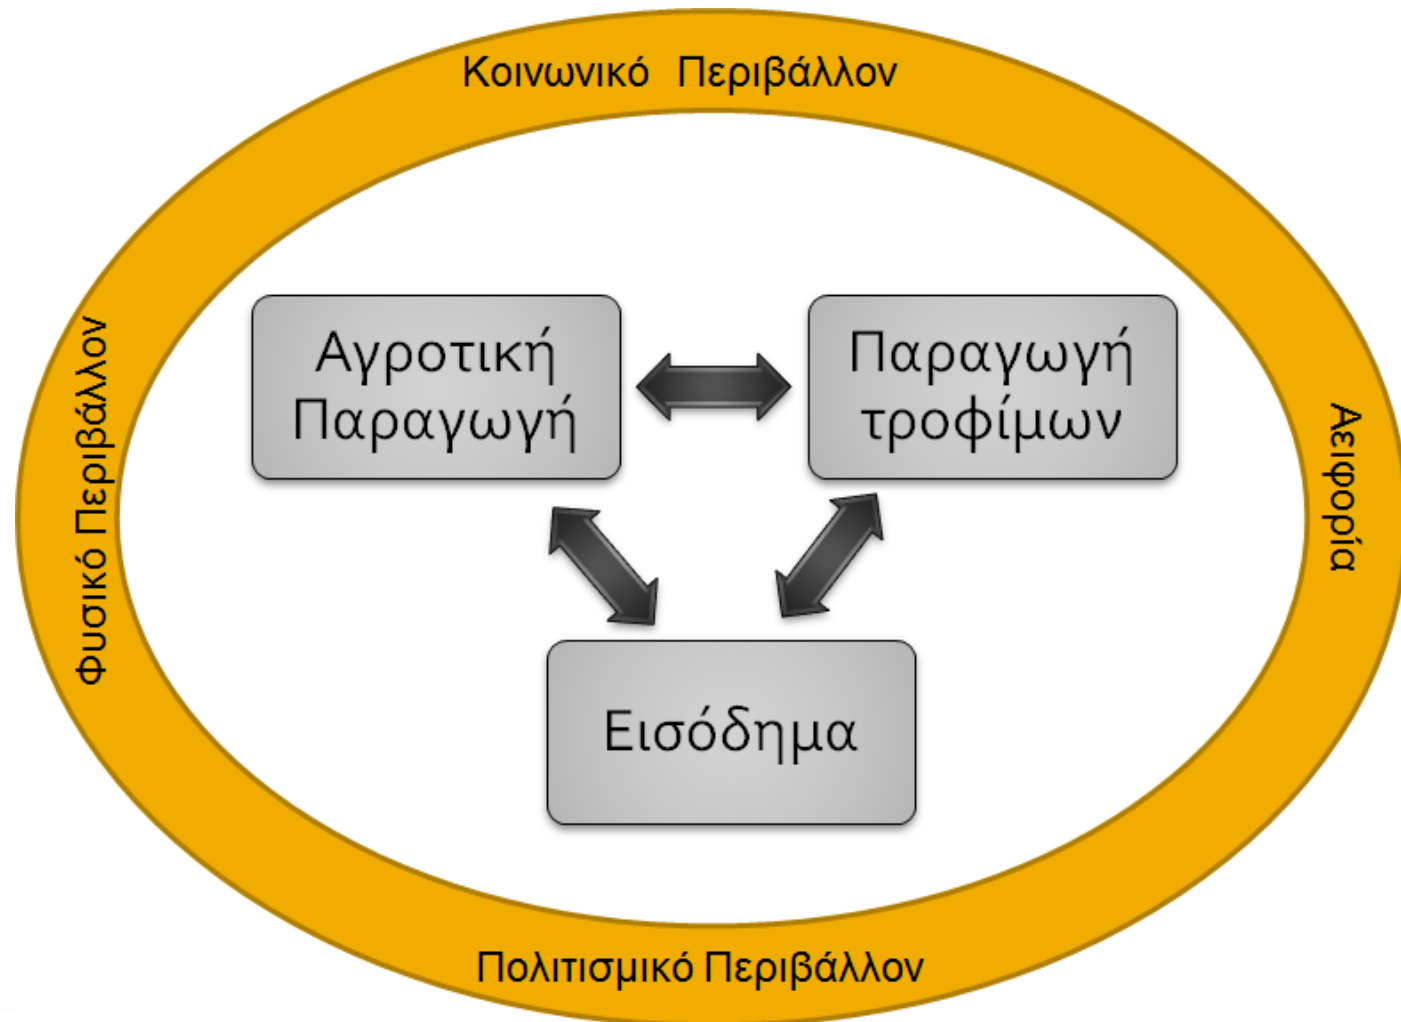 Κοινωνικό Περιβάλλον
Φυσικό Περιβάλλον
Αγροτική
Παραγωγή
Παραγωγή
τροφίμων
Αειφορία
Εισόδημα
Πολιτισμικό Περιβάλλον